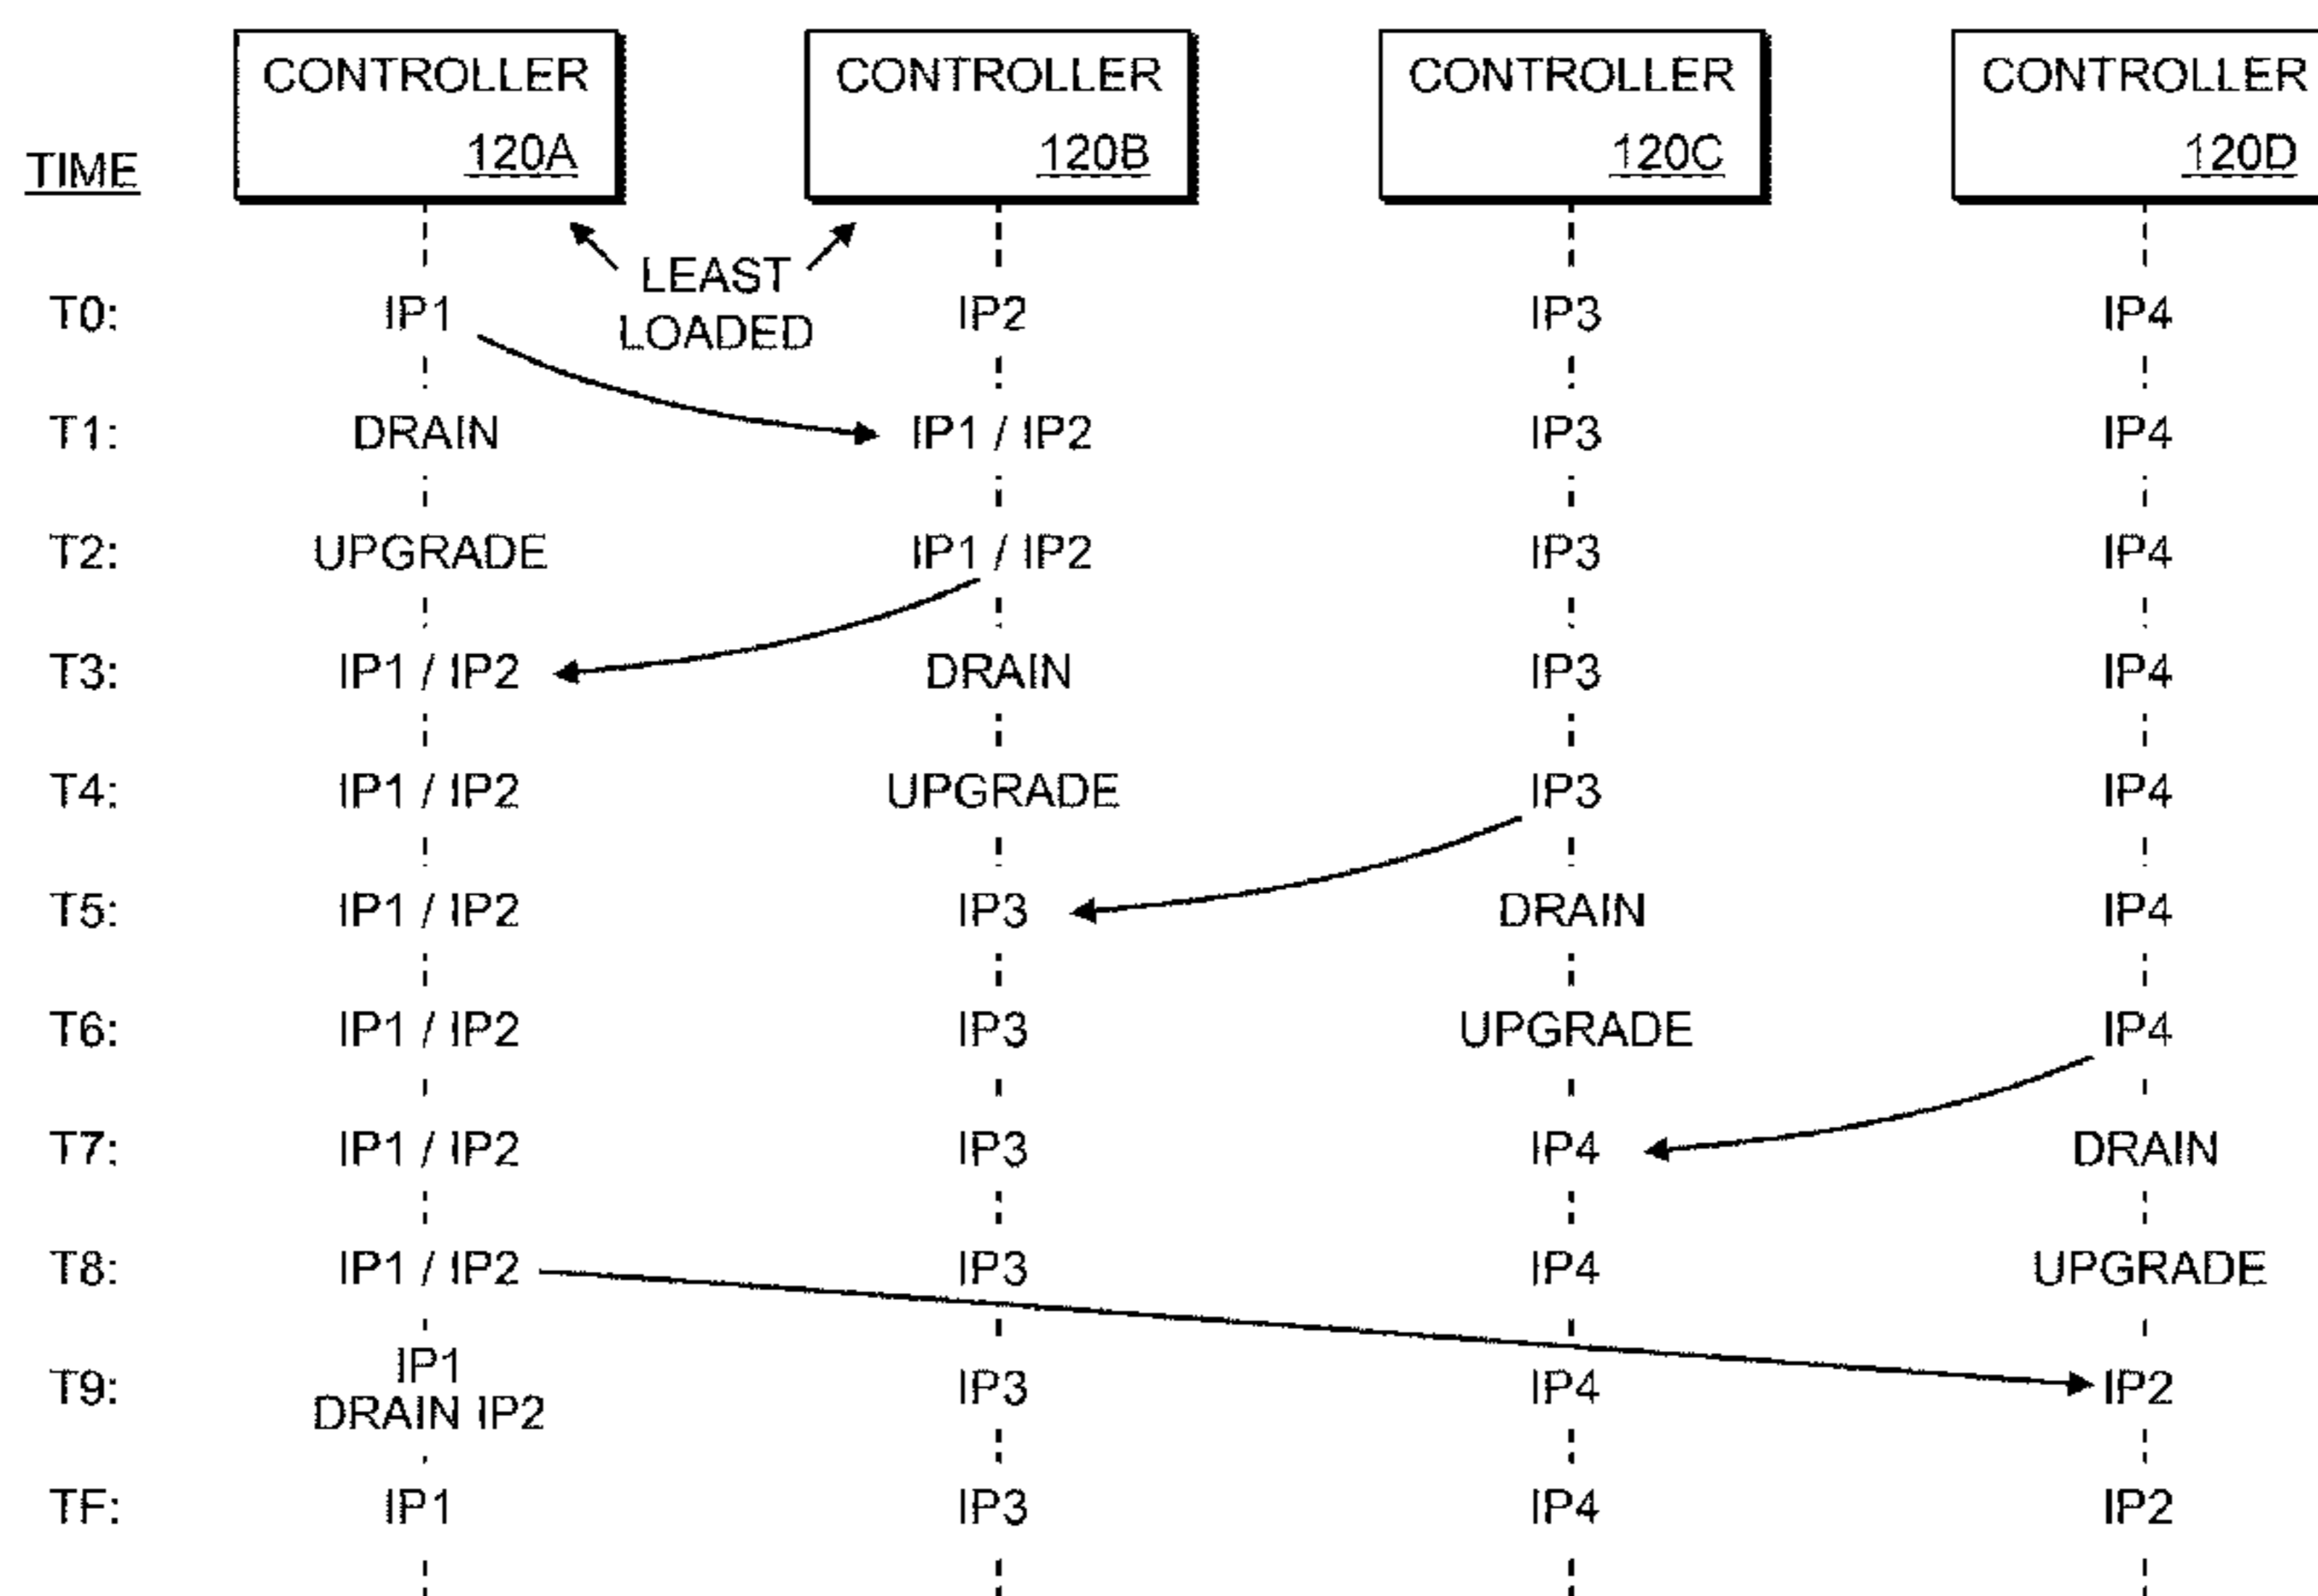 CONTROLLER CONTROLLER CONTROLLER CONTROLLER
120A 120B 120C 120D
TIME
LEAST
LOADED
T0: IP1 IP2 IP3 IP4
T1: DRAIN IP1 / IP2 IP3 IP4
T2: UPGRADE IP1 / IP2 IP3 IP4
T3: IP1 / IP2 DRAIN IP3 IP4
T4: IP1 / IP2 UPGRADE IP3 IP4
T5: IP1 / IP2 IP3 DRAIN IP4
T6: IP1 / IP2 IP3 UPGRADE IP4
T7: IP1 / IP2 IP3 IP4 DRAIN
T8: IP1 / IP2 IP3 IP4 UPGRADE
IP1
T9: DRAIN IP2 IP3 IP4 IP2
TF: IP1 IP3 IP4 IP2